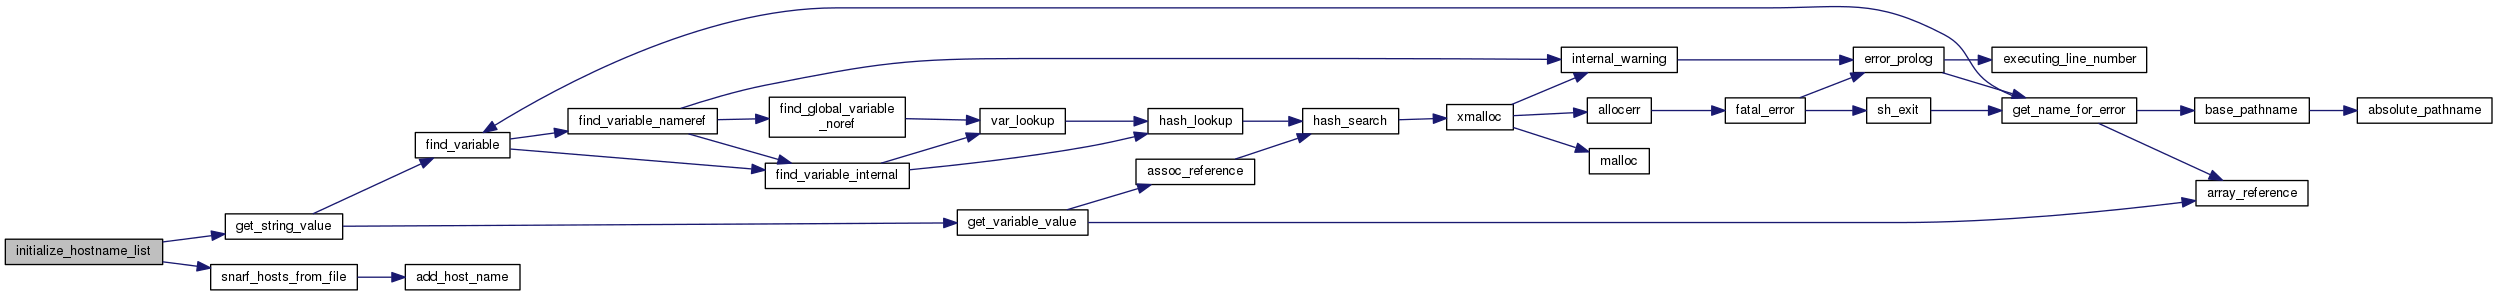 initialize_hostname_list
get_string_value
snarf_hosts_from_file
find_variable
add_host_name
find_variable_nameref
find_global_variable
_noref
find_variable_internal
get_variable_value
var_lookup
assoc_reference
hash_lookup
hash_search
xmalloc
internal_warning
allocerr
malloc
fatal_error
error_prolog
sh_exit
executing_line_number
get_name_for_error
base_pathname
array_reference
absolute_pathname